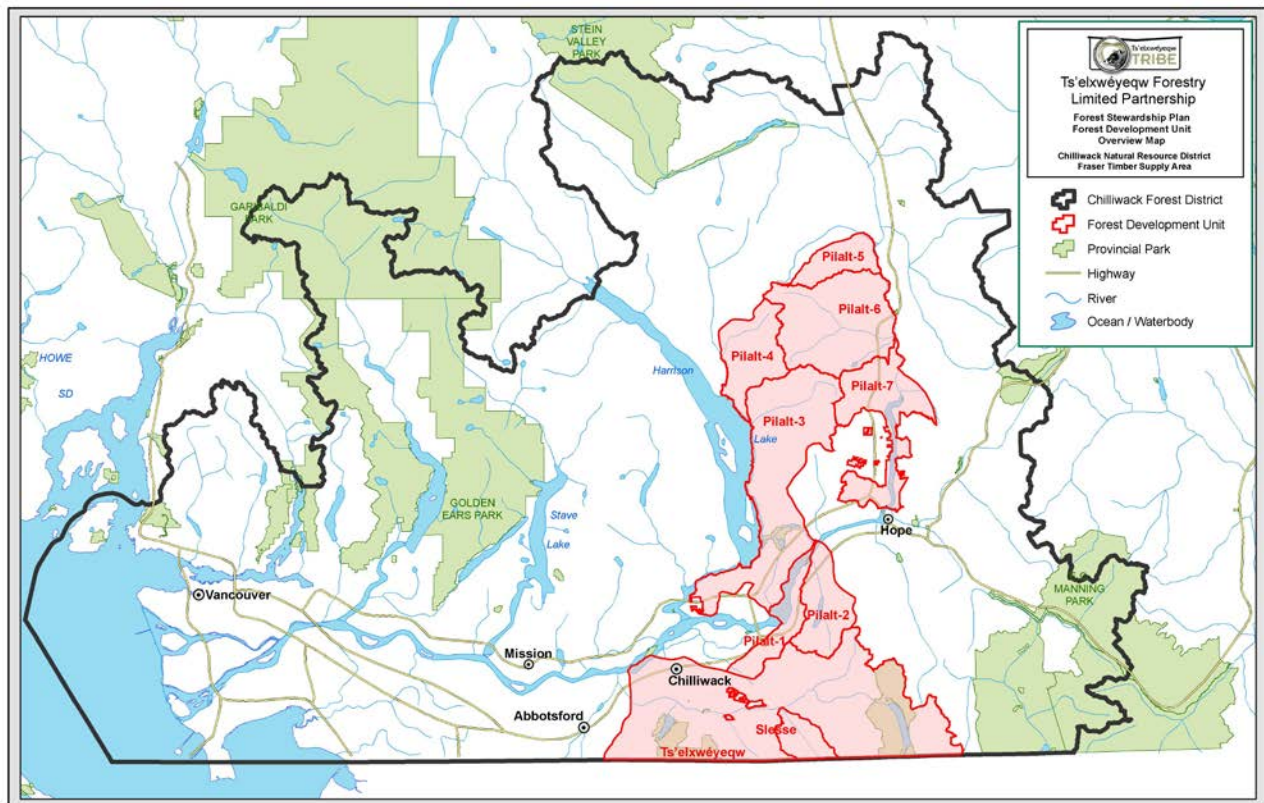 Ts'elxwéyeqw
TRIBE
Ts'elxwéyeqw Forestry
Limited Partnership
Forest Stewardship Plan
Forest Development Unit
Overview Map
Chilliwack Natural Resource District
Fraser Timber Supply Area
Chilliwack Forest District
Forest Development Unit
Provincial Park
Highway
River
Ocean / Waterbody
STEIN
VALLEY
PARK
GARIBALDI
PARK
HOWE
SD
Harrison
Lake
Pilalt-5
Pilalt-6
Pilalt-4
Pilalt-7
Pilalt-3
GOLDEN
EARS PARK
Stave
Lake
Hope
MANNING
PARK
Vancouver
Pilalt-2
Pilalt-1
Mission
Chilliwack
Abbotsford
Slesse
Ts'elxwéyeqw